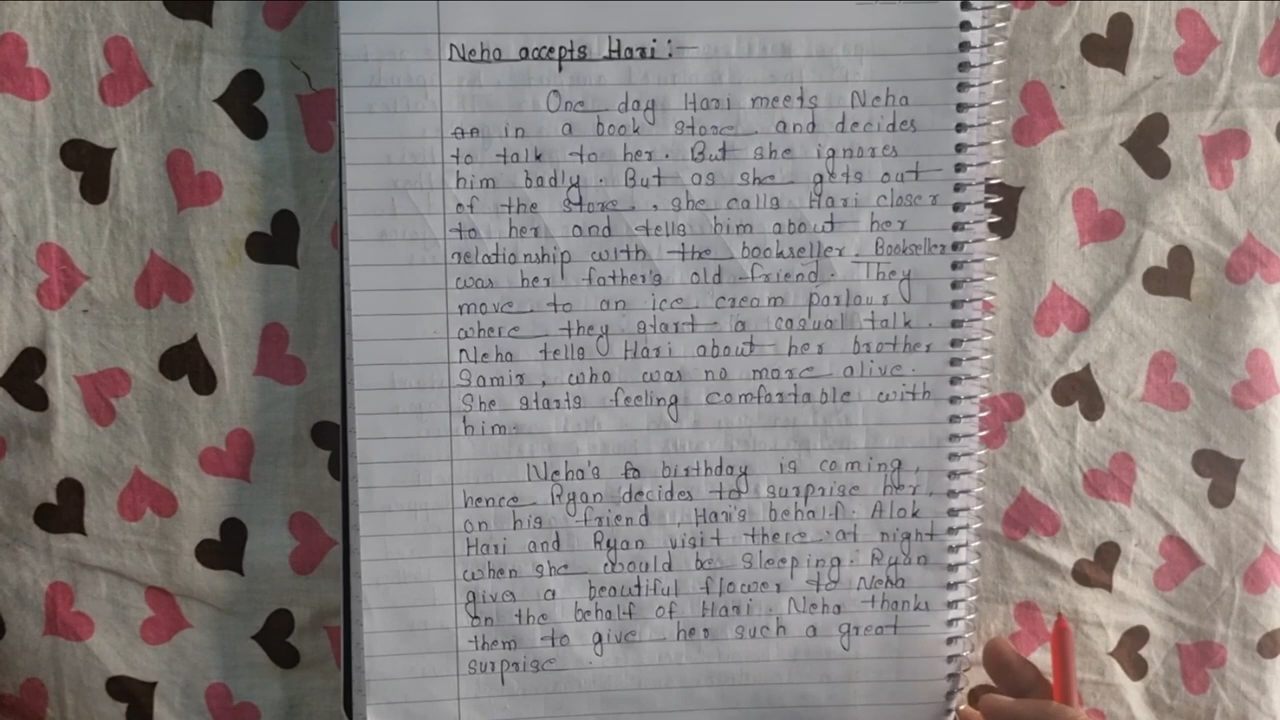 Neha accepts Hari :-
One day Hari meets Neha
in a book store and decides
to talk to her. But she ignores
him badly. But as she gets out
of the store, she calls Hari closer
to her and tells him about her
relationship with the bookseller. Bookseller
was her father's old friend. They
move to an ice cream parlour
where they start a casual talk.
Neha tells Hari about her brother
Samir, who was no more alive.
She starts feeling comfortable with
him.
Neha's birthday is coming,
hence Ryan decides to surprise her,
on his friend, Hari's behalf. Alok
Hari and Ryan visit there at night
when she would be sleeping. Ryan
gives a beautiful flower to Neha
on the behalf of Hari. Neha thanks
them to give her such a great
surprise.